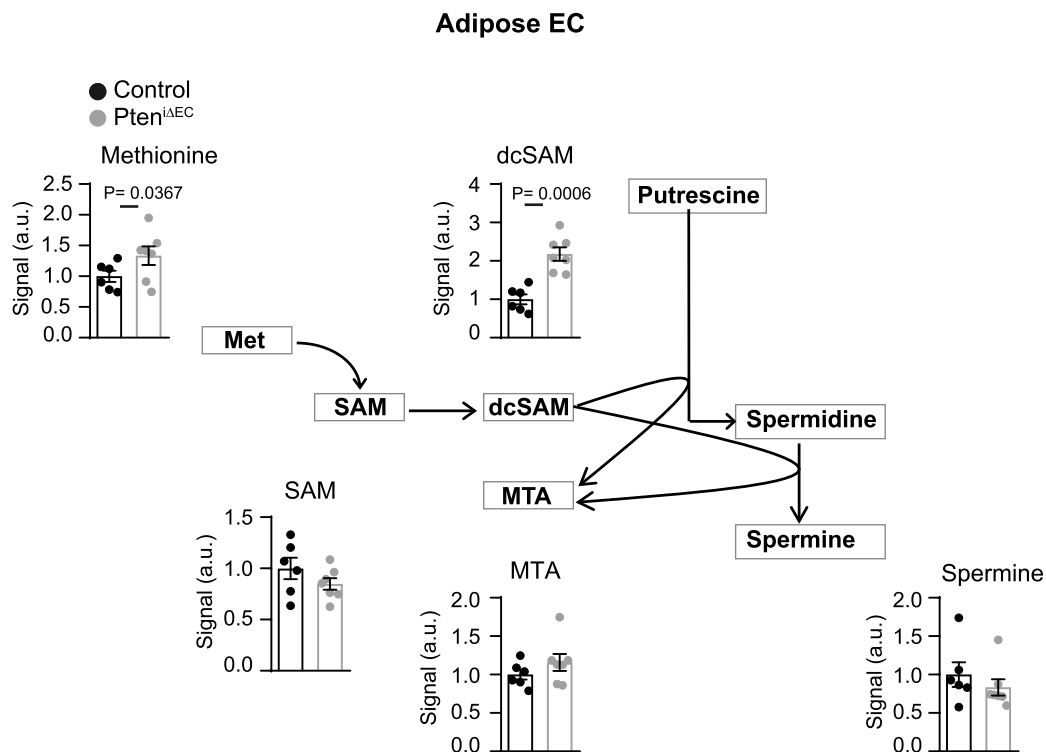 Adipose EC
Control
Pten^iΔEC
Methionine
P= 0.0367
Signal (a.u.)
2.5
2.0
1.5
1.0
0.5
0.0
dcSAM
P= 0.0006
Signal (a.u.)
4
3
2
1
0
Putrescine
Met
SAM
dcSAM
Spermidine
MTA
Spermine
SAM
Signal (a.u.)
1.5
1.0
0.5
0.0
MTA
Signal (a.u.)
2.0
1.5
1.0
0.5
0.0
Spermine
Signal (a.u.)
2.0
1.5
1.0
0.5
0.0